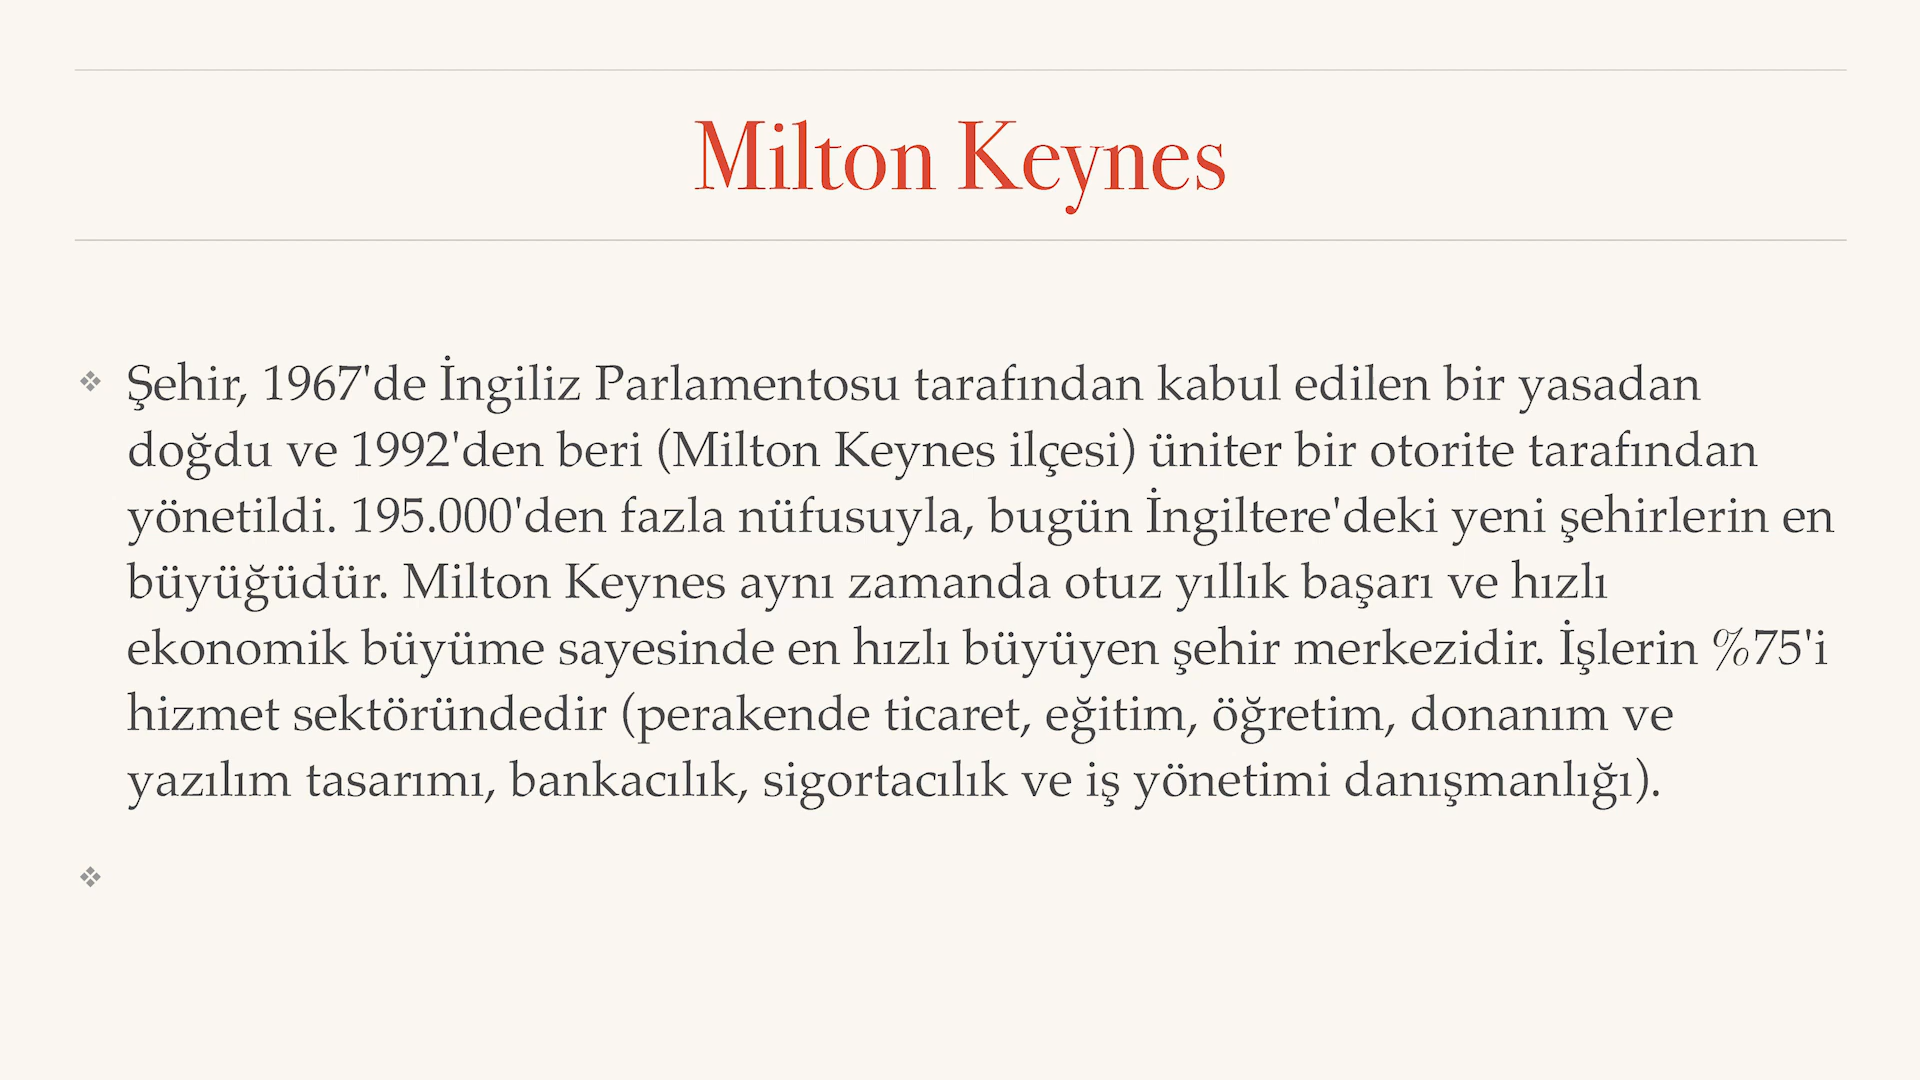 Milton Keynes
❖ Şehir, 1967'de İngiliz Parlamentosu tarafından kabul edilen bir yasadan
doğdu ve 1992'den beri (Milton Keynes ilçesi) üniter bir otorite tarafından
yönetildi. 195.000'den fazla nüfusuyla, bugün İngiltere'deki yeni şehirlerin en
büyüğüdür. Milton Keynes aynı zamanda otuz yıllık başarı ve hızlı
ekonomik büyüme sayesinde en hızlı büyüyen şehir merkezidir. İşlerin %75'i
hizmet sektöründedir (perakende ticaret, eğitim, öğretim, donanım ve
yazılım tasarımı, bankacılık, sigortacılık ve iş yönetimi danışmanlığı).
❖